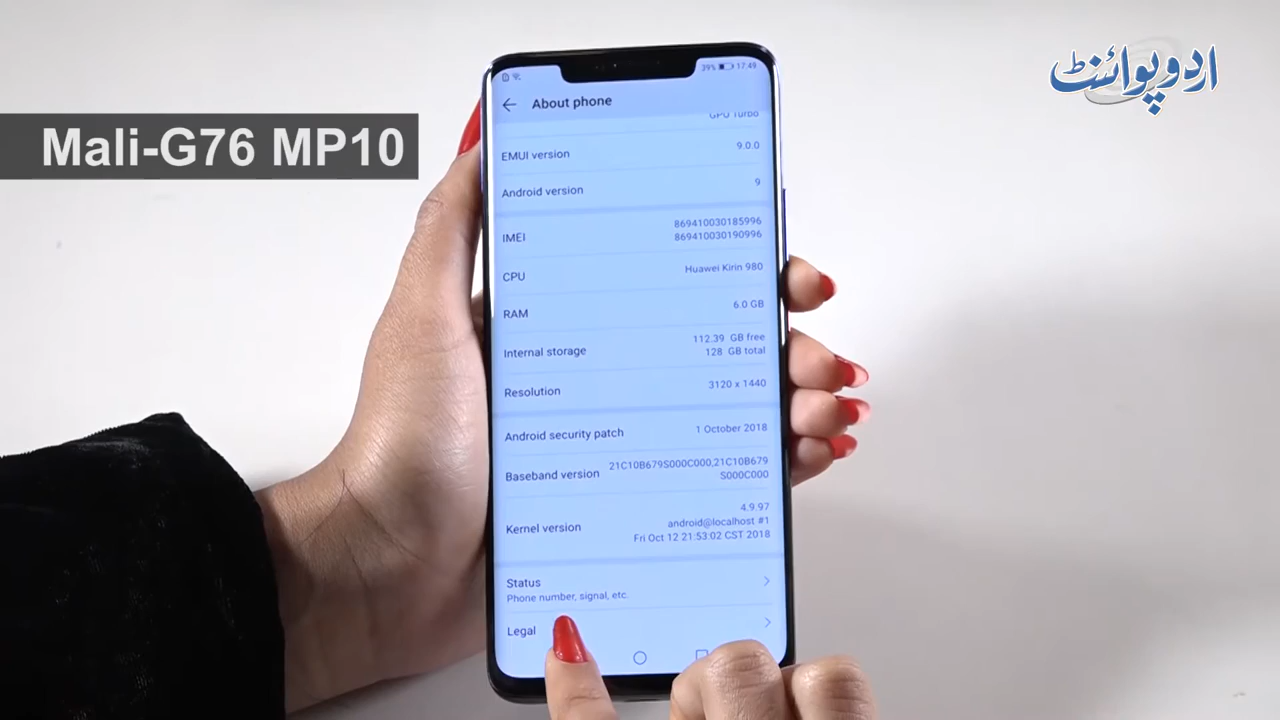 اردو پوائنٹ
Mali-G76 MP10
39% 17:49
About phone
GPU Turbo
EMUI version 9.0.0
Android version 9
IMEI 869410030185996
869410030190996
CPU Huawei Kirin 980
RAM 6.0 GB
Internal storage 112.39 GB free
128 GB total
Resolution 3120 x 1440
Android security patch 1 October 2018
Baseband version 21C10B679S000C000,21C10B679
S000C000
Kernel version 4.9.97
android@localhost #1
Fri Oct 12 21:53:02 CST 2018
Status
Phone number, signal, etc.
Legal